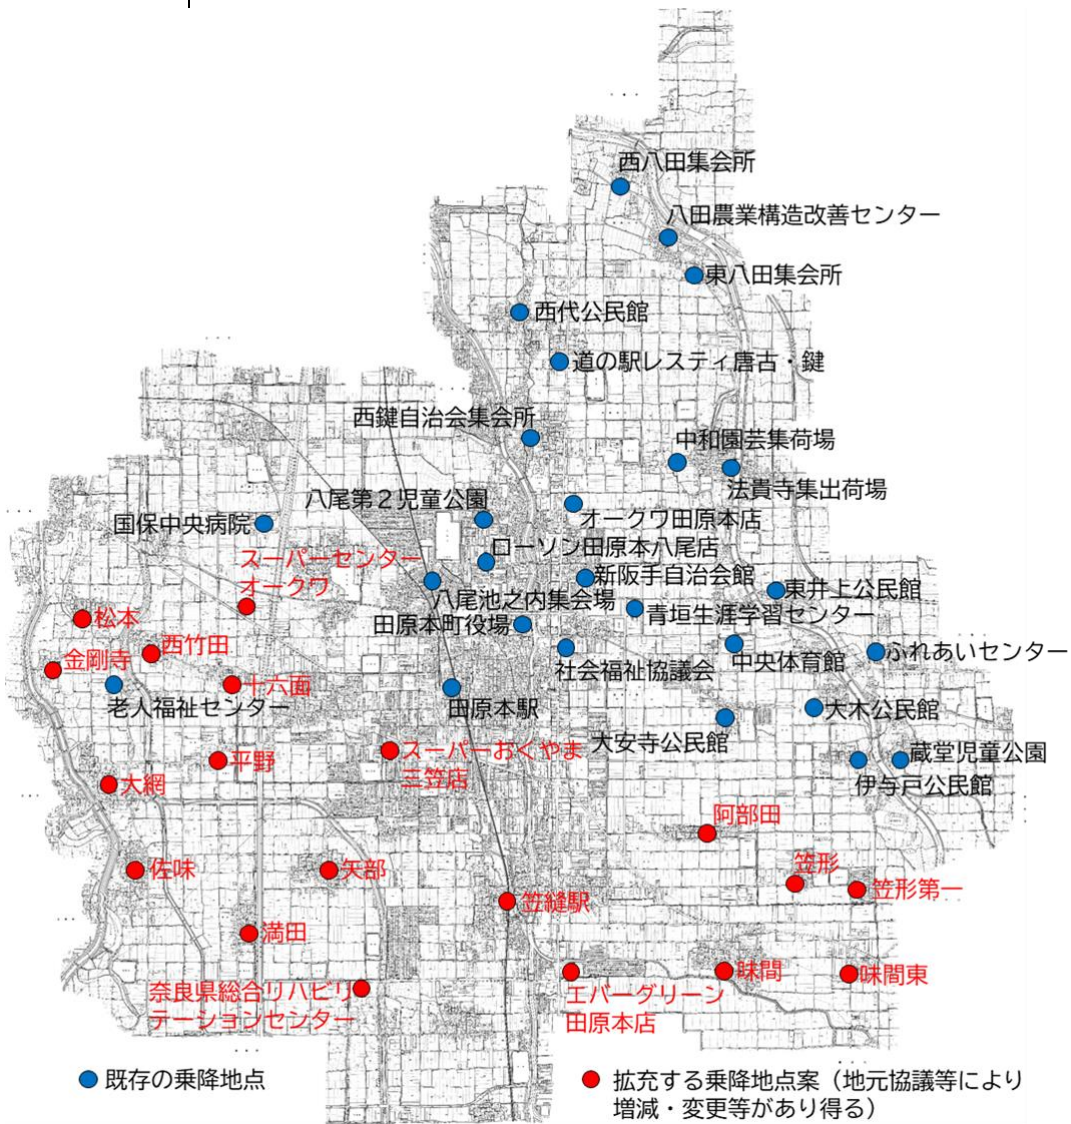 西八田集会所
八田農業構造改善センター
東八田集会所
西代公民館
道の駅レスティ唐古・鍵
西鍵自治会集会所
中和園芸集荷場
法貴寺集出荷場
八尾第２児童公園
オークワ田原本店
国保中央病院
ローソン田原本八尾店
スーパーセンター
オークワ
新阪手自治会館
東井上公民館
八尾池之内集会場
青垣生涯学習センター
松本
田原本町役場
西竹田
金剛寺
社会福祉協議会
中央体育館
ふれあいセンター
十六面
老人福祉センター
田原本駅
大木公民館
大安寺公民館
スーパーおくやま
三笠店
平野
蔵堂児童公園
伊与戸公民館
大網
阿部田
佐味
矢部
笠形
笠形第一
笠縫駅
満田
味間
味間東
奈良県総合リハビリ
テーションセンター
エバーグリーン
田原本店
既存の乗降地点
拡充する乗降地点案（地元協議等により
増減・変更等があり得る）